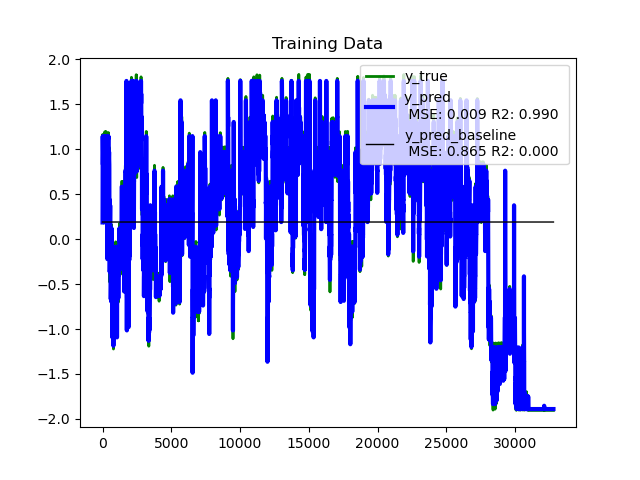 Training Data
y_true
y_pred
MSE: 0.009 R2: 0.990
y_pred_baseline
MSE: 0.865 R2: 0.000
2.0
1.5
1.0
0.5
0.0
−0.5
−1.0
−1.5
−2.0
0 5000 10000 15000 20000 25000 30000